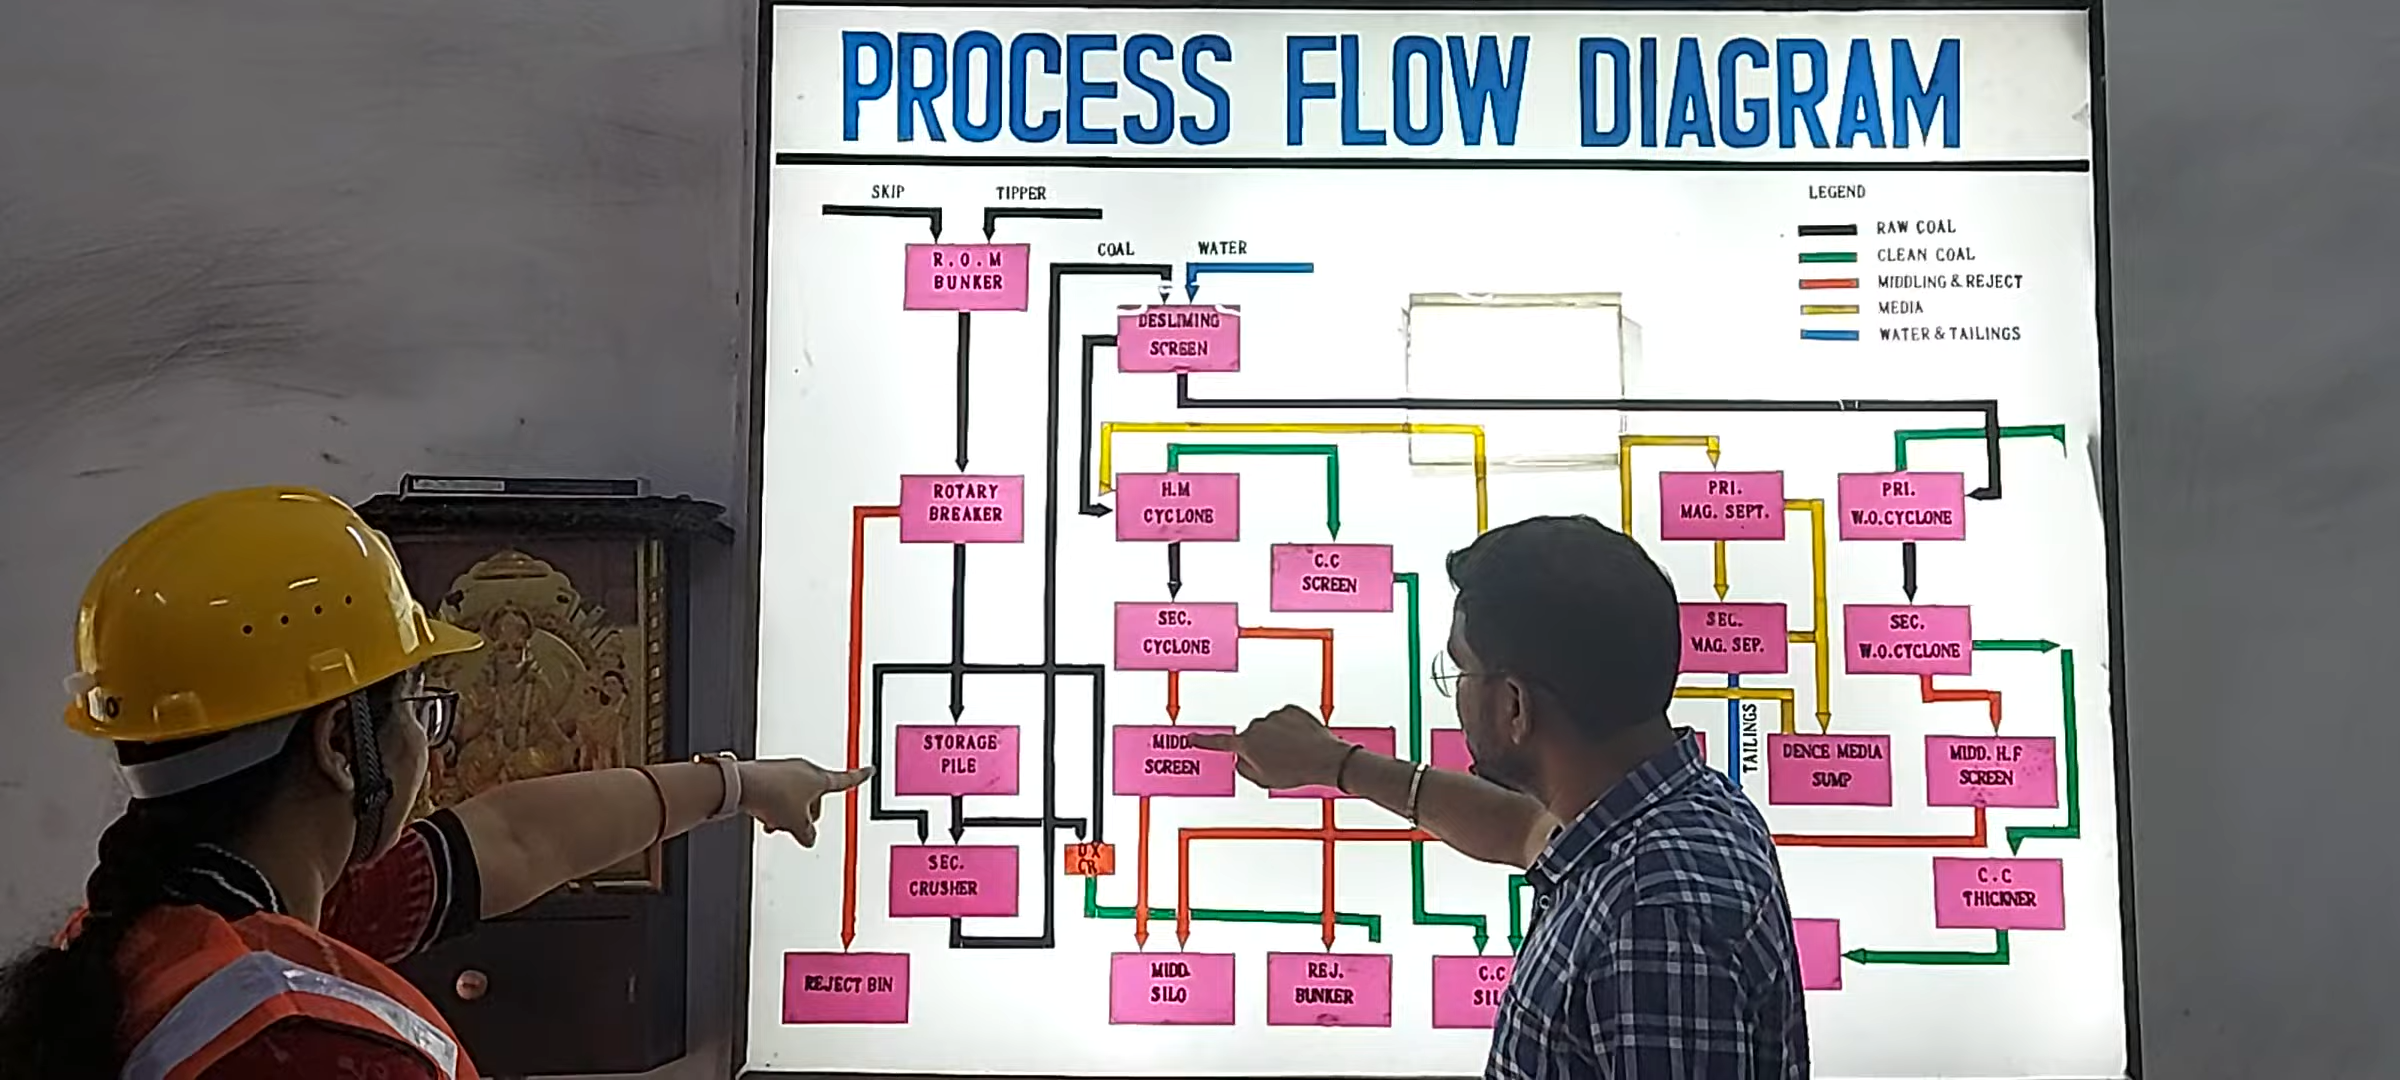 PROCESS FLOW DIAGRAM
SKIP
TIPPER
LEGEND
RAW COAL
CLEAN COAL
MIDDLING & REJECT
MEDIA
WATER & TAILINGS
R.O.M
BUNKER
COAL
WATER
DESLIMING
SCREEN
ROTARY
BREAKER
H.M
CYCLONE
C.C
SCREEN
PRI.
MAG. SEPT.
PRI.
W.O.CYCLONE
SEC.
CYCLONE
SEC.
MAG. SEP.
SEC.
W.O.CYCLONE
STORAGE
PILE
MIDD.
SCREEN
TAILINGS
DENCE MEDIA
SUMP
MIDD. H.F
SCREEN
SEC.
CRUSHER
CR
C.C
THICKNER
REJECT BIN
MIDD.
SILO
REJ.
BUNKER
C.C